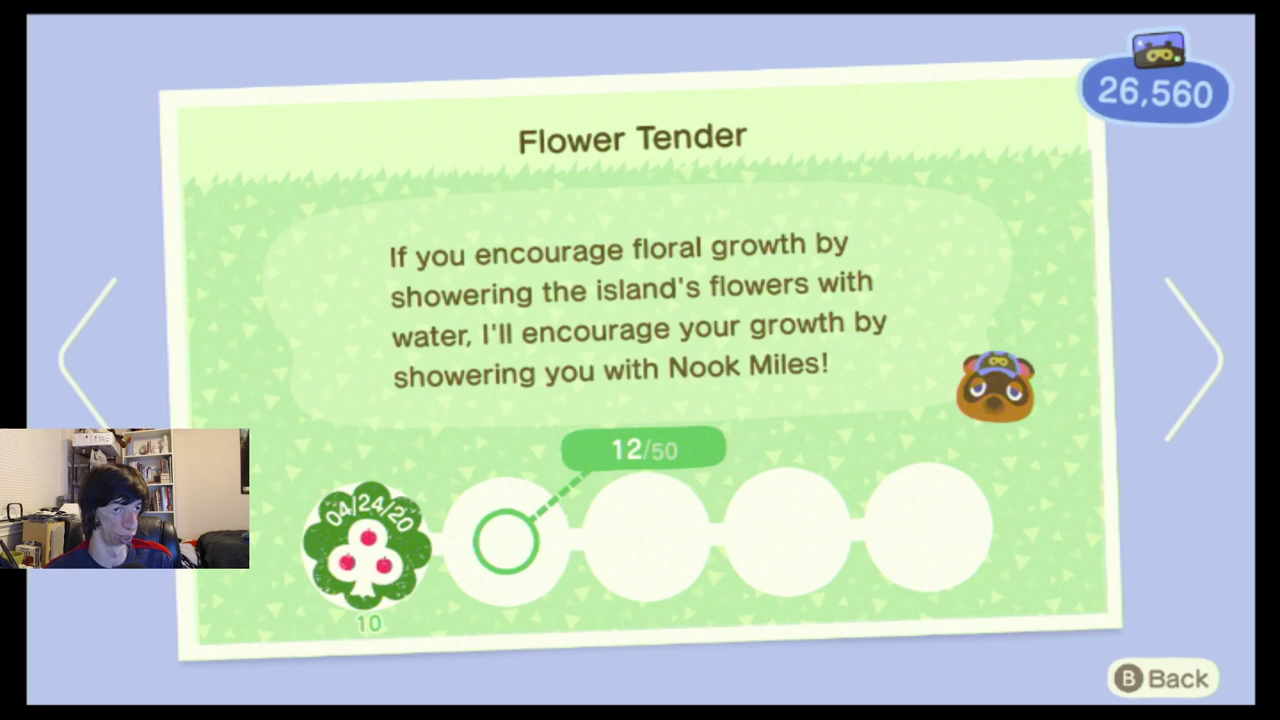 26,560
Flower Tender
If you encourage floral growth by
showering the island's flowers with
water, I'll encourage your growth by
showering you with Nook Miles!
12/50
04/24/20
10
B Back